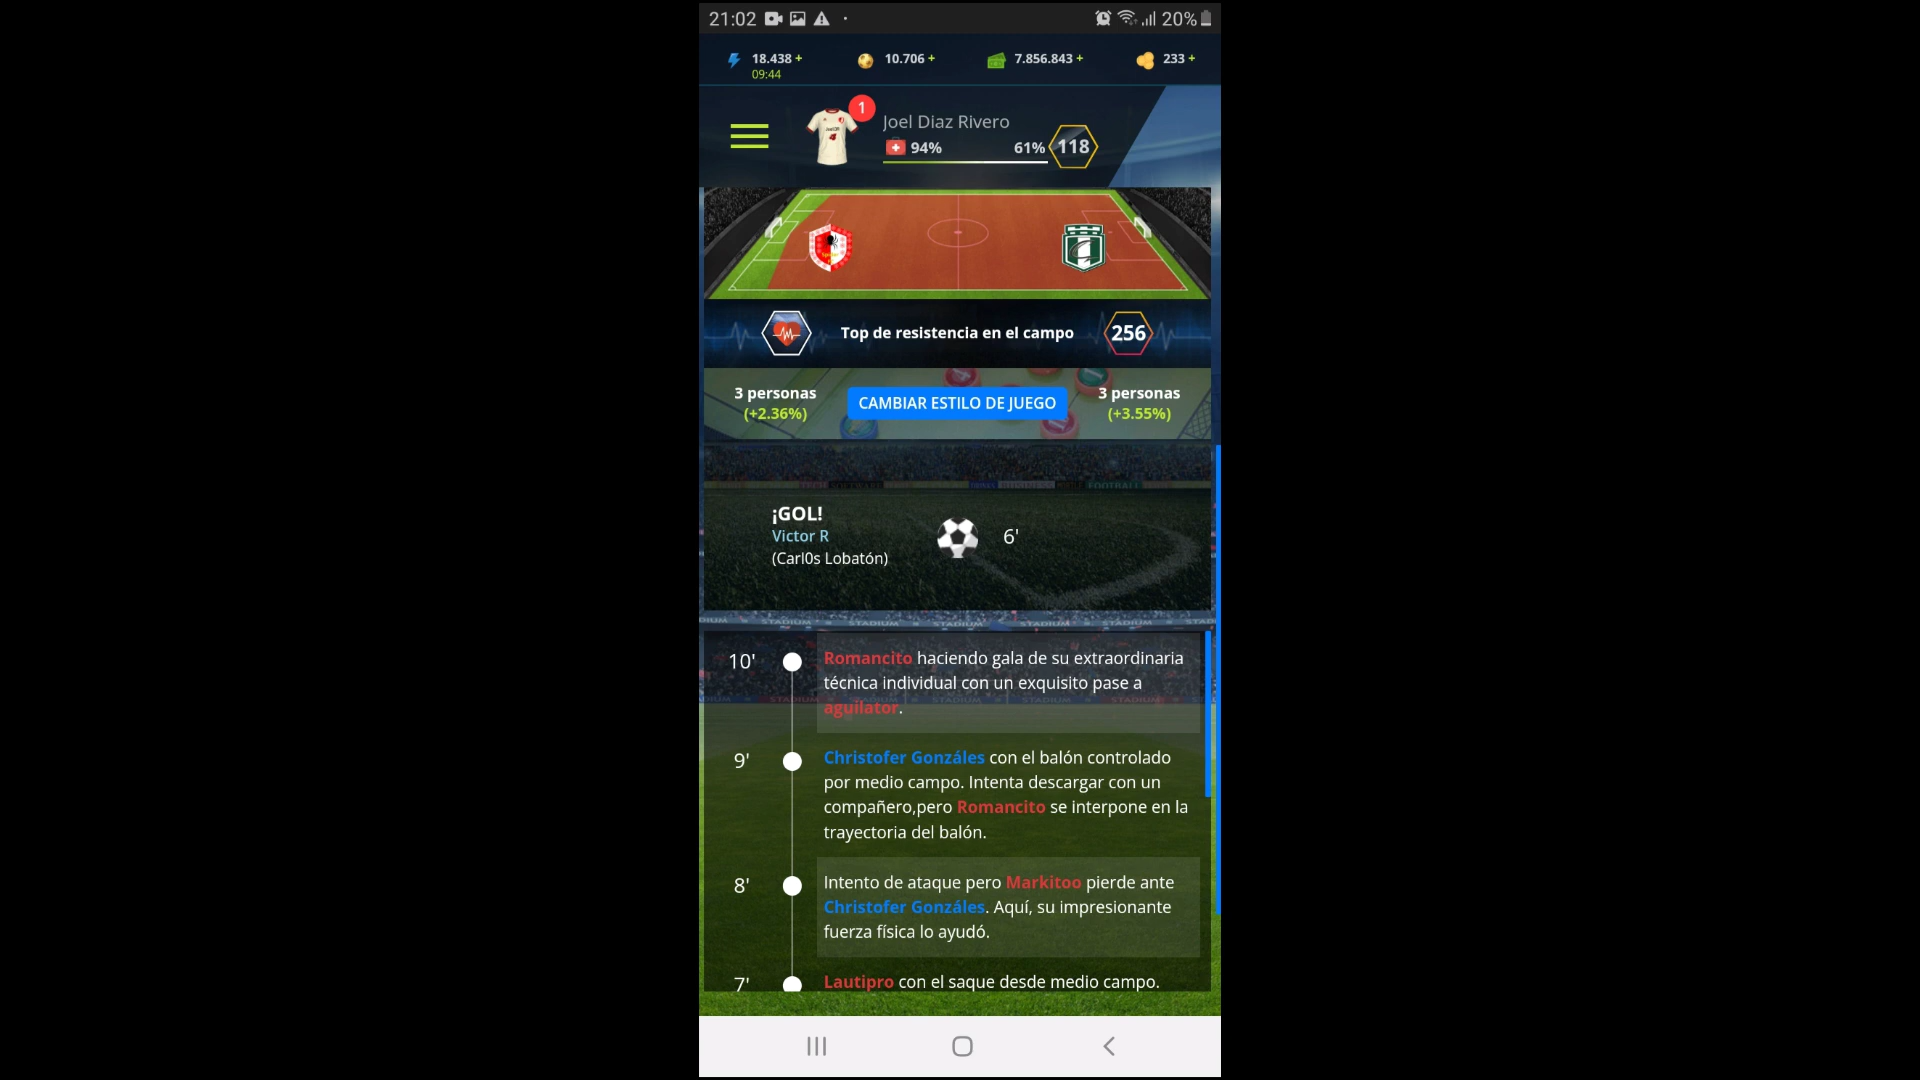 21:02
20%
18.438 +
09:44
10.706 +
7.856.843 +
233 +
1
Joel Diaz Rivero
94%
61%
118
Top de resistencia en el campo
256
3 personas
(+2.36%)
CAMBIAR ESTILO DE JUEGO
3 personas
(+3.55%)
¡GOL!
Victor R
(Carl0s Lobatón)
6'
STADIUM STADIUM STADIUM STADIUM
10'
Romancito haciendo gala de su extraordinaria
técnica individual con un exquisito pase a
aguilator.
9'
Christofer Gonzáles con el balón controlado
por medio campo. Intenta descargar con un
compañero,pero Romancito se interpone en la
trayectoria del balón.
8'
Intento de ataque pero Markitoo pierde ante
Christofer Gonzáles. Aquí, su impresionante
fuerza física lo ayudó.
7'
Lautipro con el saque desde medio campo.